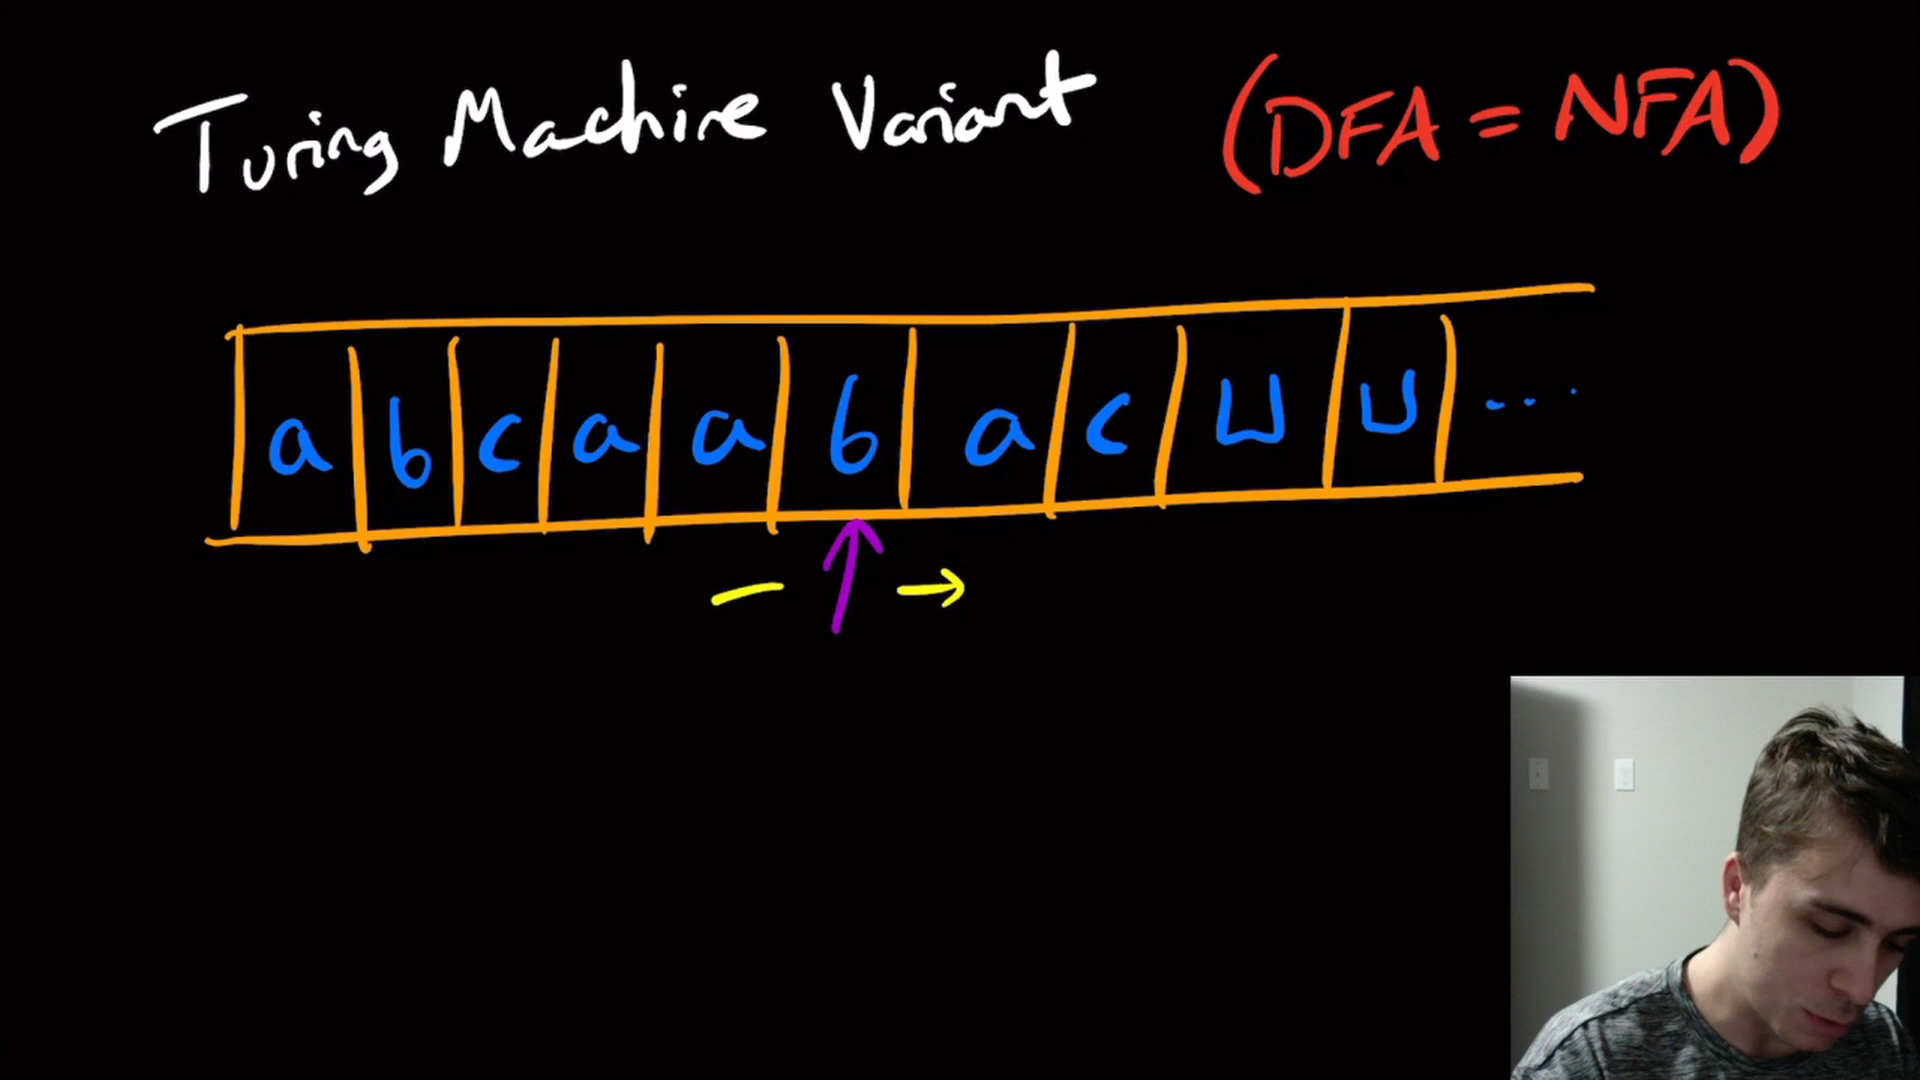 Turing Machine Variant (DFA = NFA)
a b c a a b a c ⊔ ⊔ ...